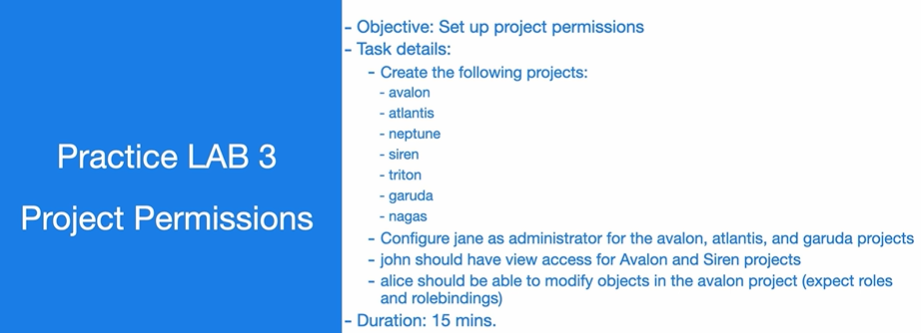 Practice LAB 3
Project Permissions
- Objective: Set up project permissions
- Task details:
- Create the following projects:
- avalon
- atlantis
- neptune
- siren
- triton
- garuda
- nagas
- Configure jane as administrator for the avalon, atlantis, and garuda projects
- john should have view access for Avalon and Siren projects
- alice should be able to modify objects in the avalon project (expect roles
and rolebindings)
- Duration: 15 mins.